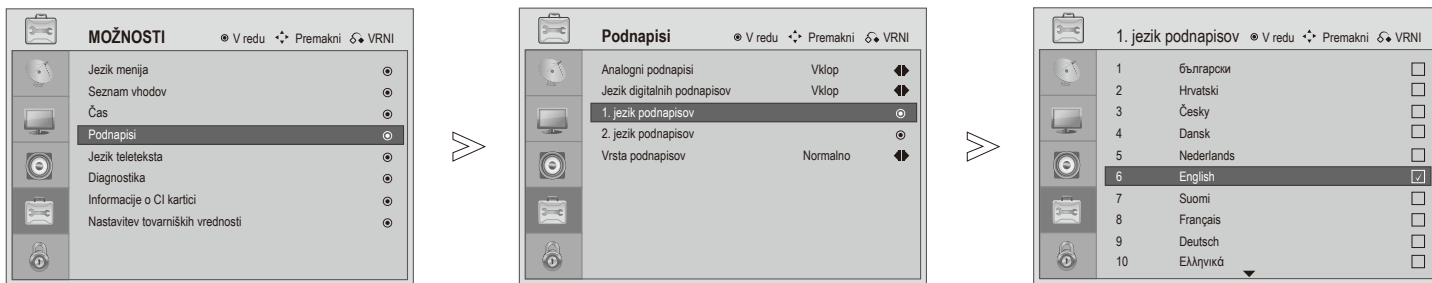 MOŽNOSTI V redu Premakni VRNI
Jezik menija
Seznam vhodov
Čas
Podnapisi
Jezik teleteksta
Diagnostika
Informacije o CI kartici
Nastavitev tovarniških vrednosti
Podnapisi V redu Premakni VRNI
Analogni podnapisi Vklop
Jezik digitalnih podnapisov Vklop
1. jezik podnapisov
2. jezik podnapisov
Vrsta podnapisov Normalno
1. jezik podnapisov V redu Premakni VRNI
1 български
2 Hrvatski
3 Česky
4 Dansk
5 Nederlands
6 English
7 Suomi
8 Français
9 Deutsch
10 Ελληνικά